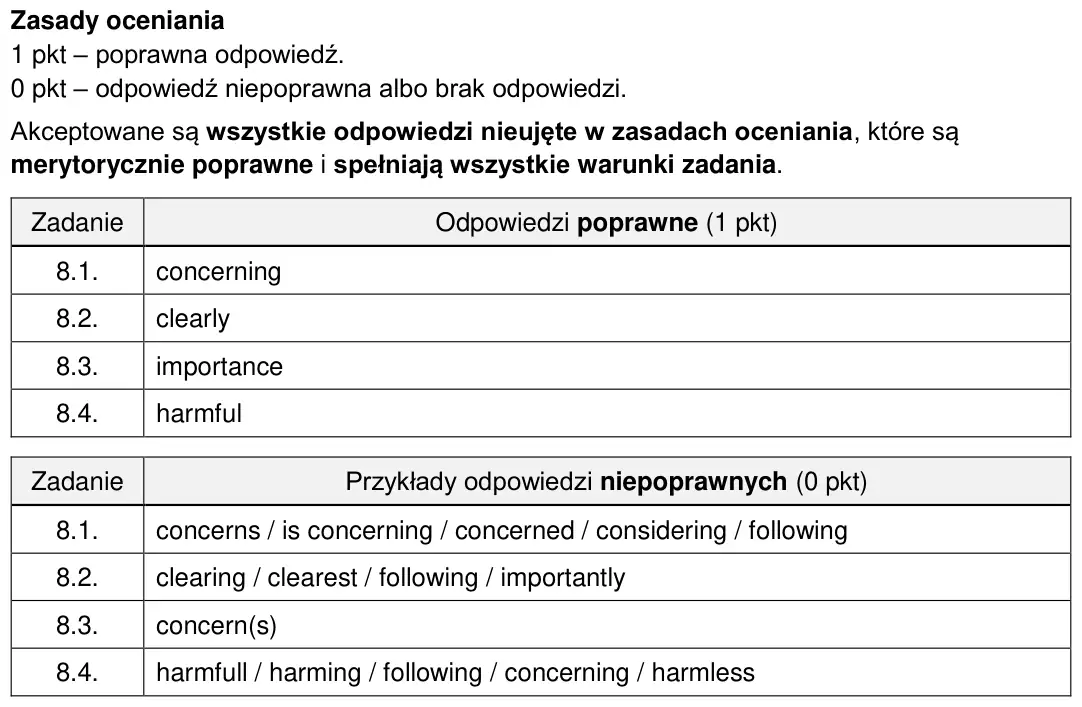 Zasady oceniania
1 pkt – poprawna odpowiedź.
0 pkt – odpowiedź niepoprawna albo brak odpowiedzi.
Akceptowane są wszystkie odpowiedzi nieujęte w zasadach oceniania, które są
merytorycznie poprawne i spełniają wszystkie warunki zadania.
Zadanie Odpowiedzi poprawne (1 pkt)
8.1. concerning
8.2. clearly
8.3. importance
8.4. harmful
Zadanie Przykłady odpowiedzi niepoprawnych (0 pkt)
8.1. concerns / is concerning / concerned / considering / following
8.2. clearing / clearest / following / importantly
8.3. concern(s)
8.4. harmfull / harming / following / concerning / harmless